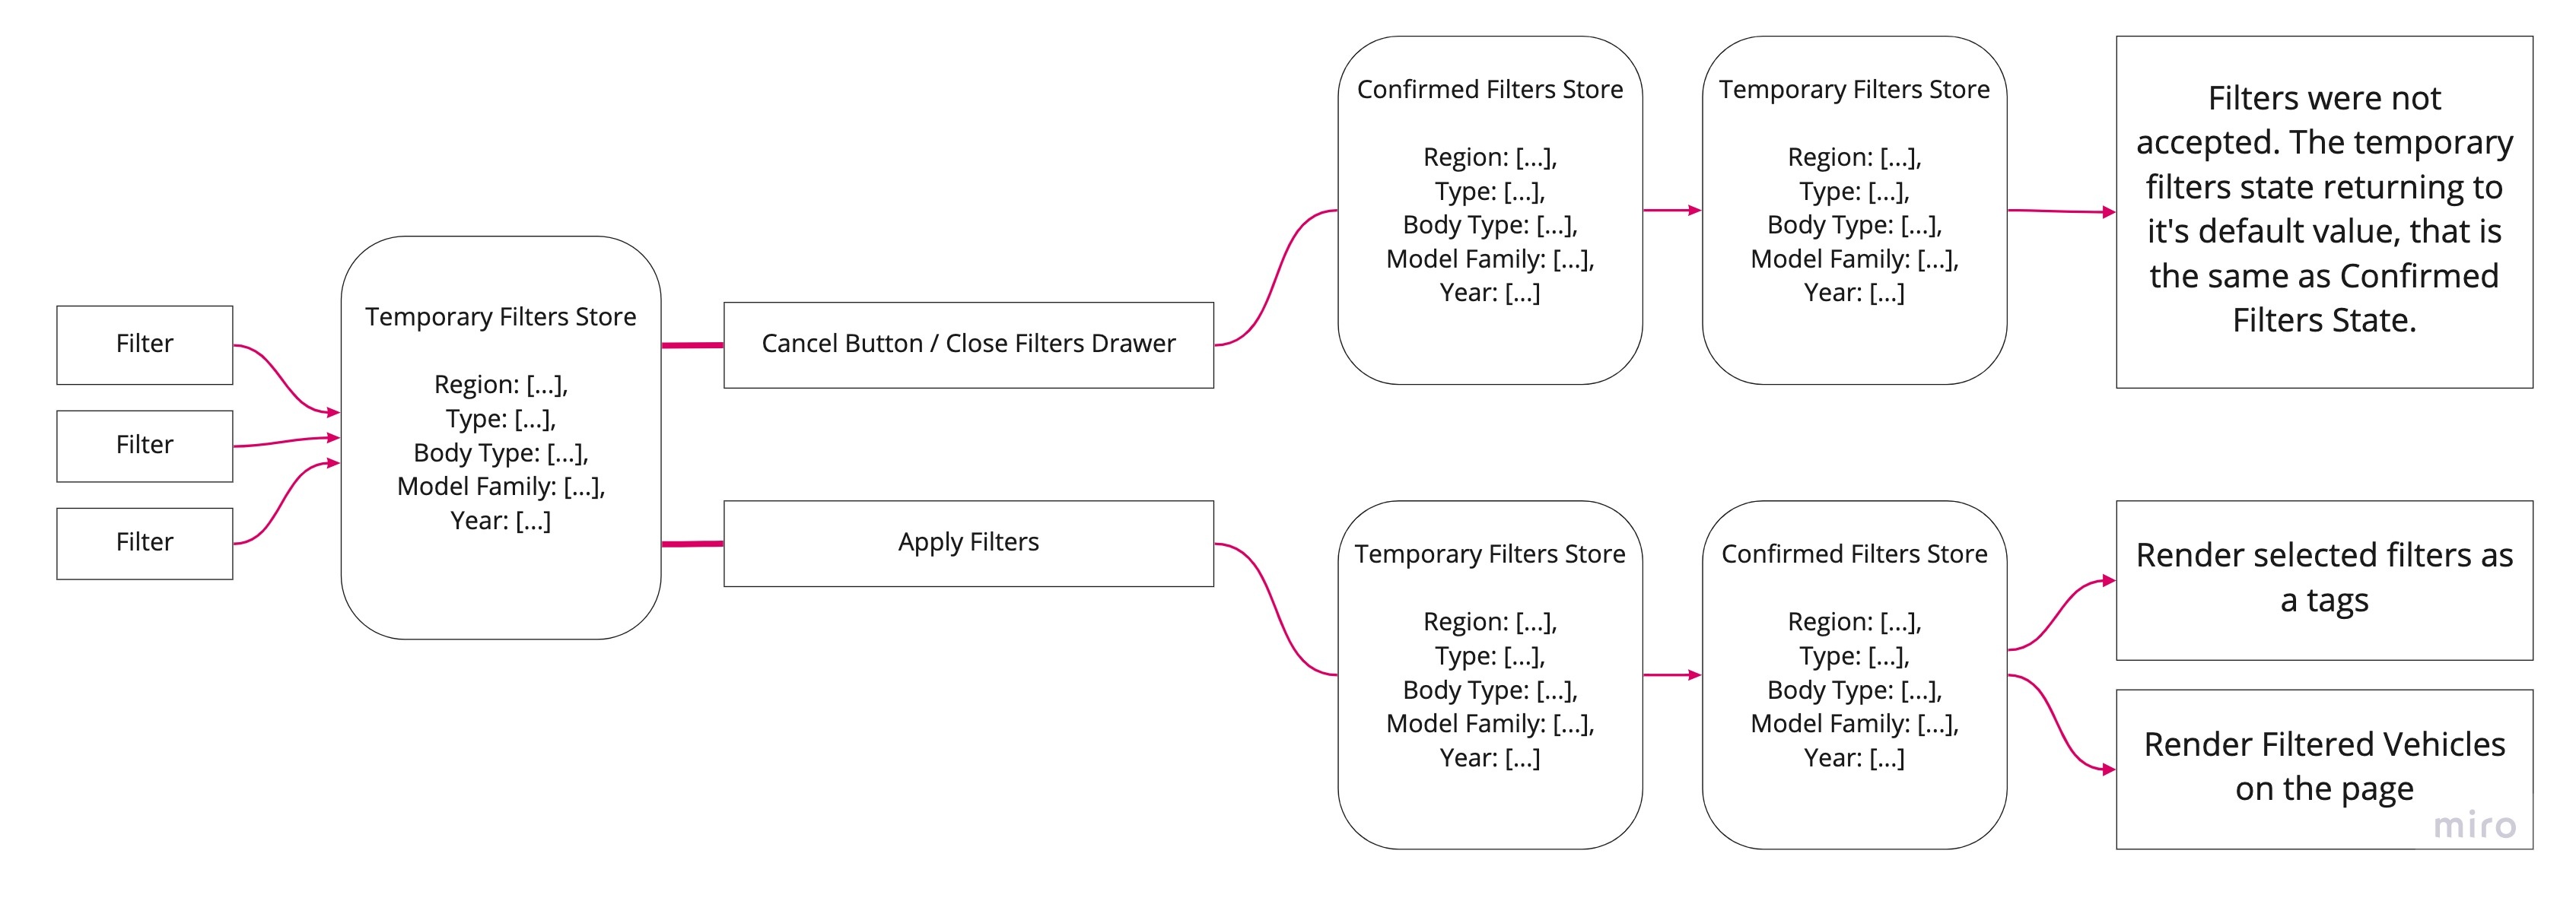 Filter
Filter
Filter
Temporary Filters Store
Region: [...],
Type: [...],
Body Type: [...],
Model Family: [...],
Year: [...]
Cancel Button / Close Filters Drawer
Apply Filters
Confirmed Filters Store
Region: [...],
Type: [...],
Body Type: [...],
Model Family: [...],
Year: [...]
Temporary Filters Store
Region: [...],
Type: [...],
Body Type: [...],
Model Family: [...],
Year: [...]
Filters were not
accepted. The temporary
filters state returning to
it's default value, that is
the same as Confirmed
Filters State.
Temporary Filters Store
Region: [...],
Type: [...],
Body Type: [...],
Model Family: [...],
Year: [...]
Confirmed Filters Store
Region: [...],
Type: [...],
Body Type: [...],
Model Family: [...],
Year: [...]
Render selected filters as
a tags
Render Filtered Vehicles
on the page
miro